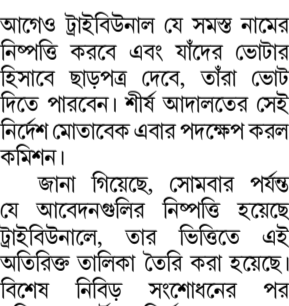 আগেও ট্রাইবিউনাল যে সমস্ত নামের
নিষ্পত্তি করবে এবং যাঁদের ভোটার
হিসাবে ছাড়পত্র দেবে, তাঁরা ভোট
দিতে পারবেন। শীর্ষ আদালতের সেই
নির্দেশ মোতাবেক এবার পদক্ষেপ করল
কমিশন।
জানা গিয়েছে, সোমবার পর্যন্ত
যে আবেদনগুলির নিষ্পত্তি হয়েছে
ট্রাইবিউনালে, তার ভিত্তিতে এই
অতিরিক্ত তালিকা তৈরি করা হয়েছে।
বিশেষ নিবিড় সংশোধনের পর